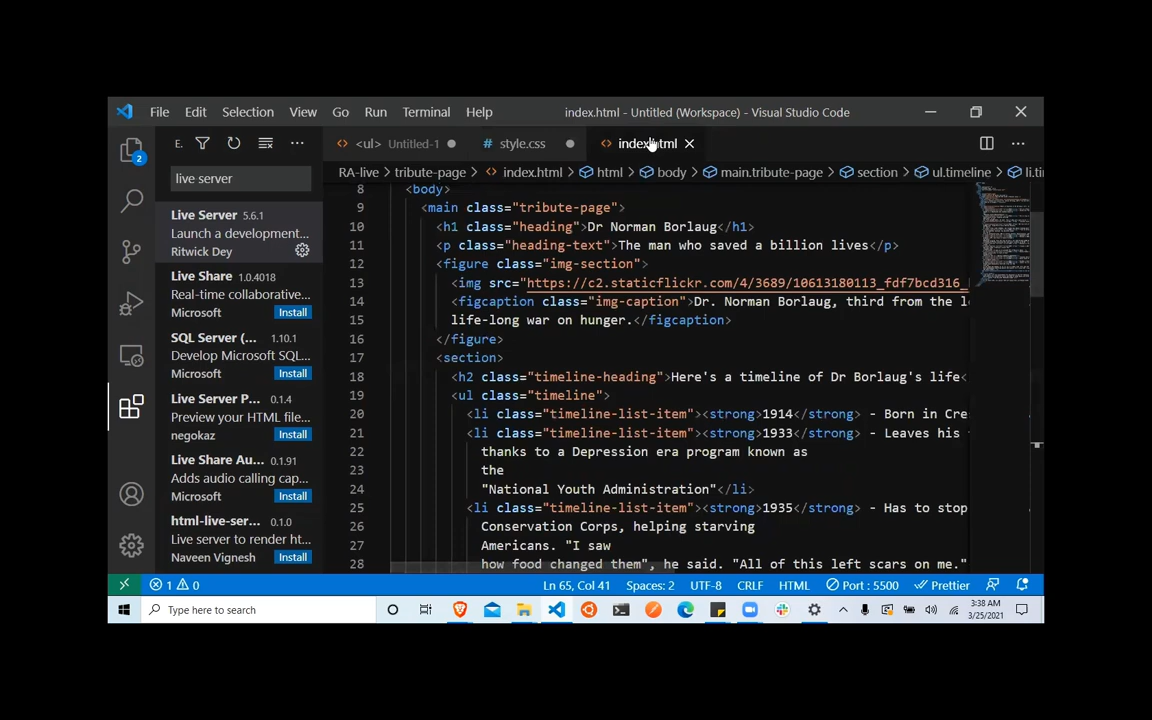 File Edit Selection View Go Run Terminal Help index.html - Untitled (Workspace) - Visual Studio Code
E. <ul> Untitled-1 # style.css index.html
live server
RA-live > tribute-page > index.html > html > body > main.tribute-page > section > ul.timeline > li.ti
2
Live Server 5.6.1
Launch a development...
Ritwick Dey
Live Share 1.0.4018
Real-time collaborative...
Microsoft Install
SQL Server (... 1.10.1
Develop Microsoft SQL...
Microsoft Install
Live Server P... 0.1.4
Preview your HTML file...
negokaz Install
Live Share Au... 0.1.91
Adds audio calling cap...
Microsoft Install
html-live-ser... 0.1.0
Live server to render ht...
Naveen Vignesh Install
8 <body>
9 <main class="tribute-page">
10 <h1 class="heading">Dr Norman Borlaug</h1>
11 <p class="heading-text">The man who saved a billion lives</p>
12 <figure class="img-section">
13 <img src="https://c2.staticflickr.com/4/3689/10613180113_fdf7bcd316_
14 <figcaption class="img-caption">Dr. Norman Borlaug, third from the l
15 life-long war on hunger.</figcaption>
16 </figure>
17 <section>
18 <h2 class="timeline-heading">Here's a timeline of Dr Borlaug's life<
19 <ul class="timeline">
20 <li class="timeline-list-item"><strong>1914</strong> - Born in Cre
21 <li class="timeline-list-item"><strong>1933</strong> - Leaves his
22 thanks to a Depression era program known as
23 the
24 "National Youth Administration"</li>
25 <li class="timeline-list-item"><strong>1935</strong> - Has to stop
26 Conservation Corps, helping starving
27 Americans. "I saw
28 how food changed them", he said. "All of this left scars on me."
1 0 Ln 65, Col 41 Spaces: 2 UTF-8 CRLF HTML Port : 5500 Prettier
Type here to search 3:38 AM
3/25/2021